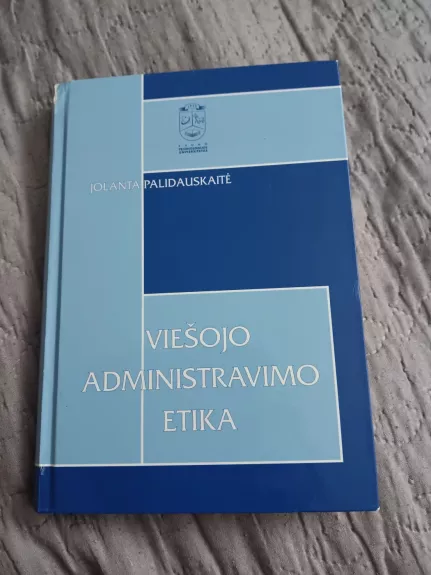 JOLANTA PALIDAUSKAITĖ
VIEŠOJO
ADMINISTRAVIMO
ETIKA